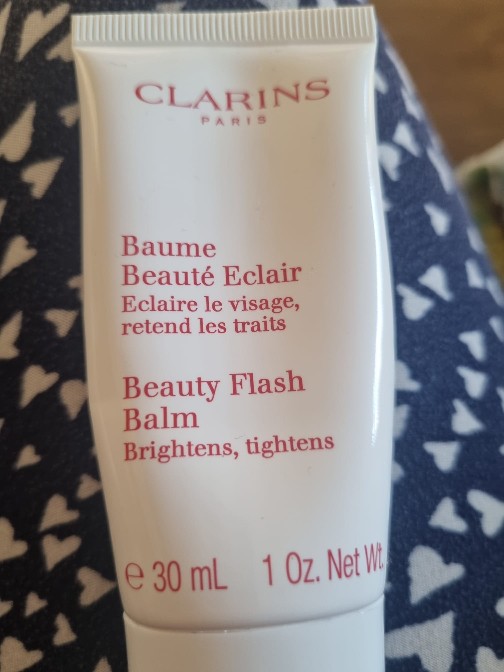 CLARINS
PARIS
Baume
Beauté Eclair
Eclaire le visage,
retend les traits
Beauty Flash
Balm
Brightens, tightens
℮ 30 mL 1 Oz. Net Wt.